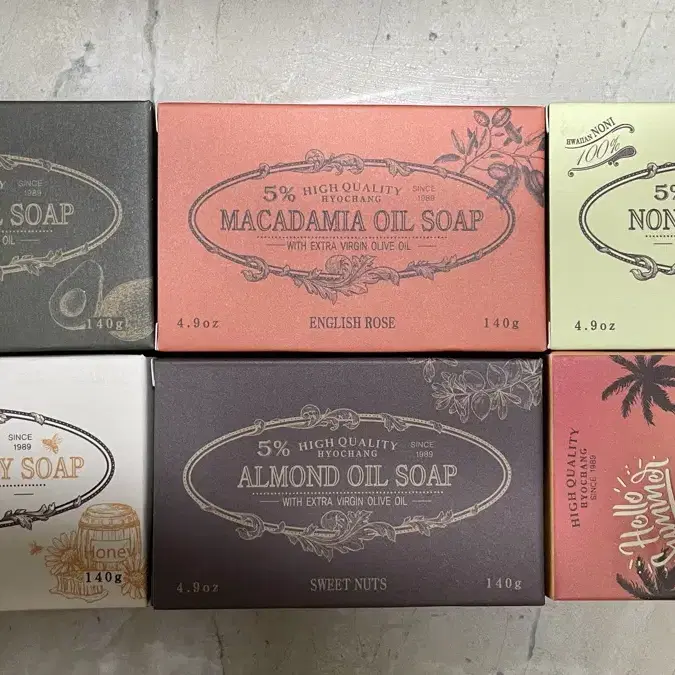 SINCE
1989
SOAP
OIL
140g
5% HIGH QUALITY SINCE
HYOCHANG 1989
MACADAMIA OIL SOAP
WITH EXTRA VIRGIN OLIVE OIL
4.9oz ENGLISH ROSE 140g
HWAIIAN NONI
100%
NON
4.9oz
SINCE
1989
Y SOAP
Honey
140g
5% HIGH QUALITY SINCE
HYOCHANG 1989
ALMOND OIL SOAP
WITH EXTRA VIRGIN OLIVE OIL
4.9oz SWEET NUTS 140g
HIGH QUALITY
HYOCHANG
SINCE 1989
Hello
Summer